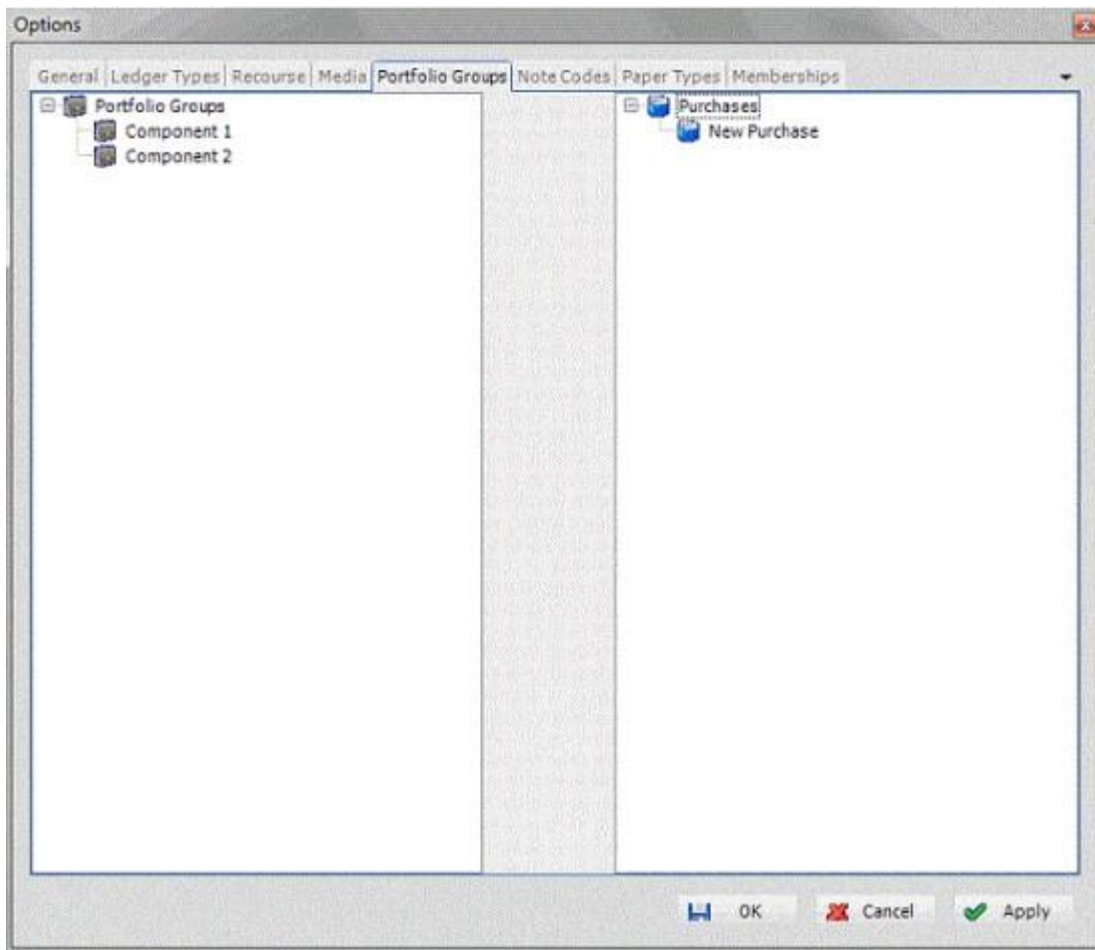 Options
General Ledger Types Recourse Media Portfolio Groups Note Codes Paper Types Memberships
Portfolio Groups
Component 1
Component 2
Purchases
New Purchase
OK Cancel Apply